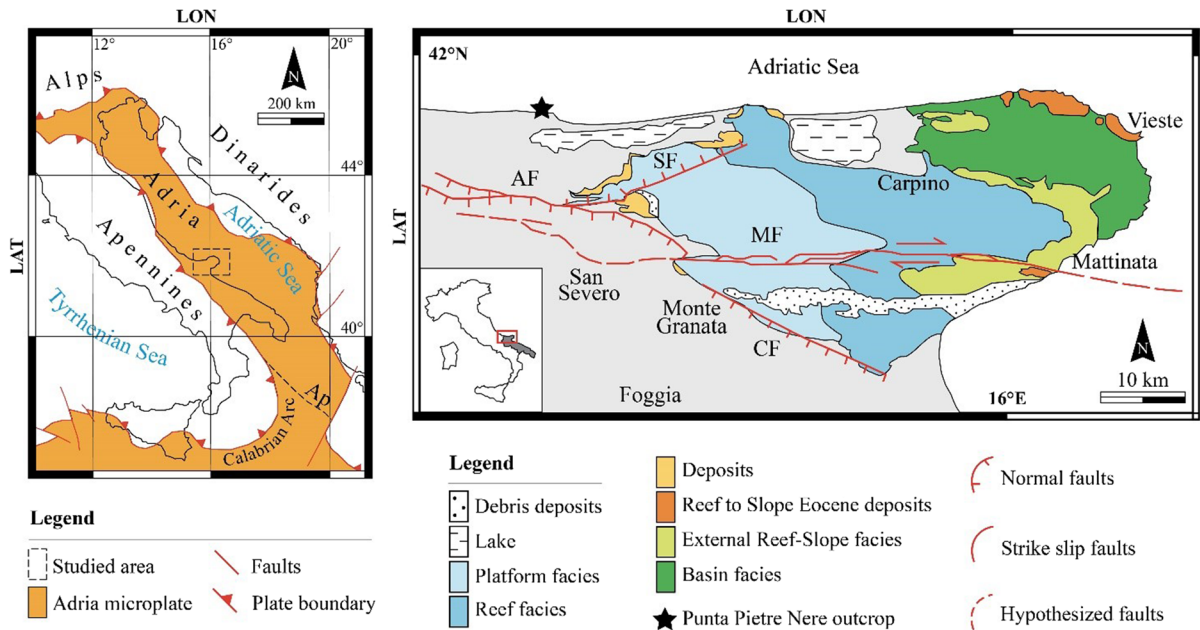 LON
12°
16°
20°
Alps
N
200 km
Dinarides
44°
Adria
Adriatic Sea
Apennines
LAT
Tyrrhenian Sea
40°
Ap
Calabrian Arc
Legend
Studied area
Faults
Adria microplate
Plate boundary
LON
42°N
Adriatic Sea
Vieste
SF
AF
Carpino
LAT
MF
Mattinata
San
Severo
Monte
Granata
CF
N
10 km
Foggia
16°E
Legend
Debris deposits
Lake
Platform facies
Reef facies
Deposits
Reef to Slope Eocene deposits
External Reef-Slope facies
Basin facies
Punta Pietre Nere outcrop
Normal faults
Strike slip faults
Hypothesized faults